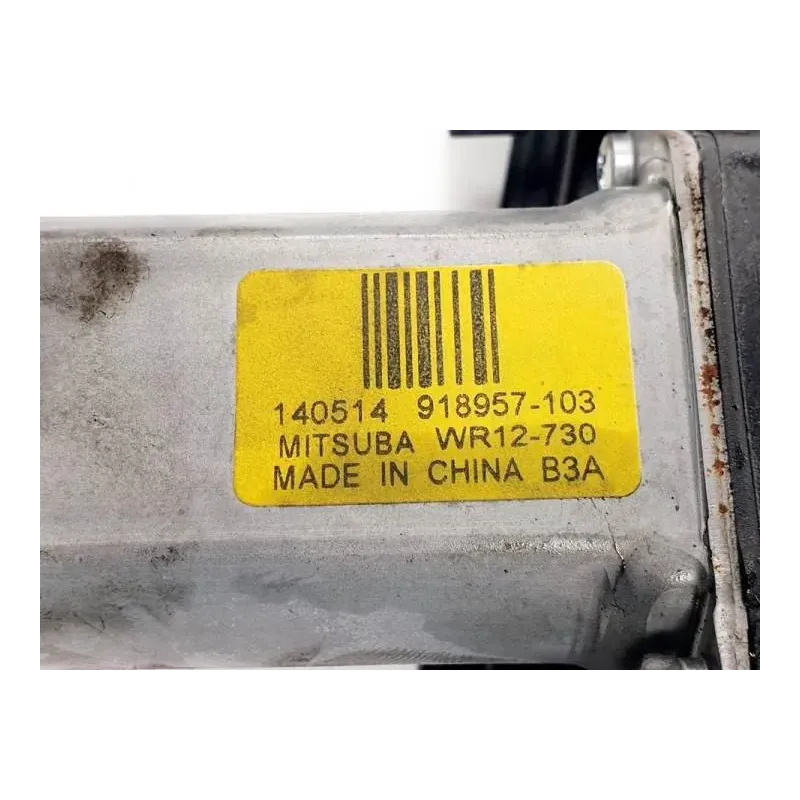 140514 918957-103
MITSUBA WR12-730
MADE IN CHINA B3A